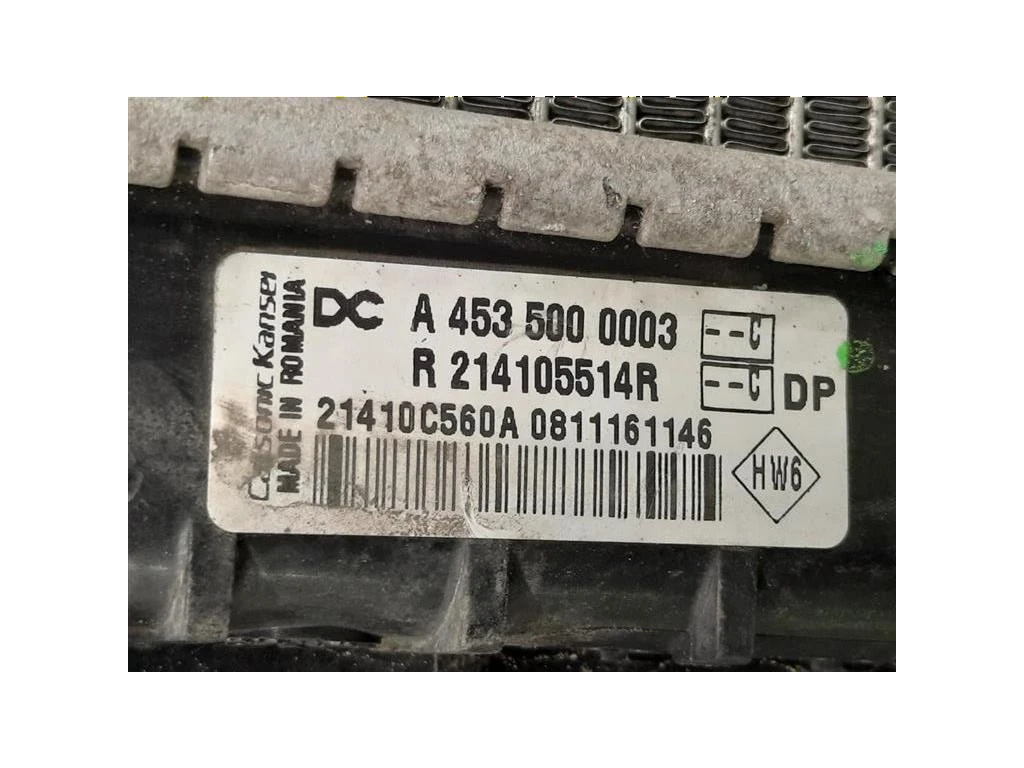 Calsonic Kansei
MADE IN ROMANIA
DC A 453 500 0003 --C
R 214105514R --C DP
21410C560A 0811161146
HW6